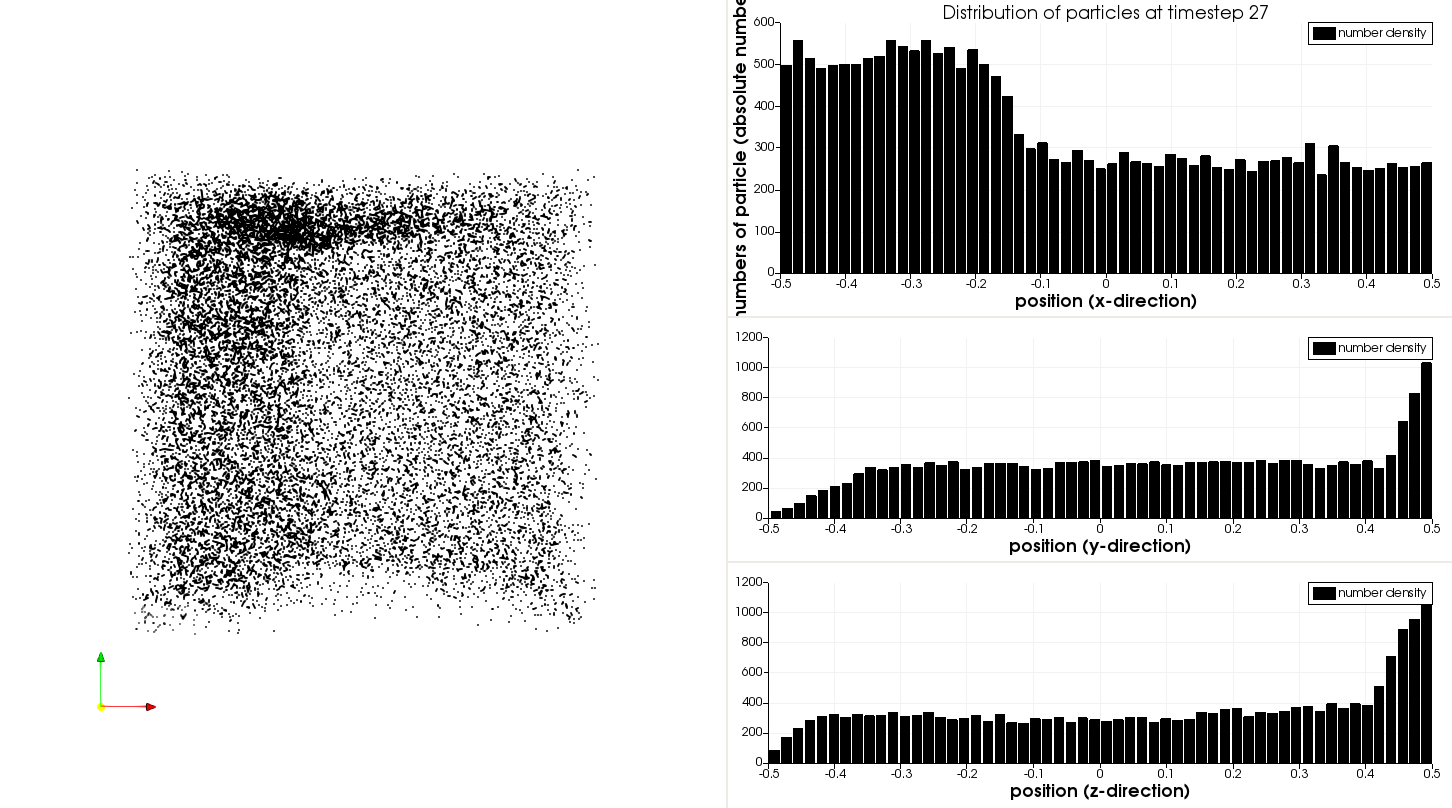 Distribution of particles at timestep 27
numbers of particle (absolute numbe
600
500
400
300
200
100
0
number density
-0.5 -0.4 -0.3 -0.2 -0.1 0 0.1 0.2 0.3 0.4 0.5
position (x-direction)
1200
1000
800
600
400
200
0
number density
-0.5 -0.4 -0.3 -0.2 -0.1 0 0.1 0.2 0.3 0.4 0.5
position (y-direction)
1200
1000
800
600
400
200
0
number density
-0.5 -0.4 -0.3 -0.2 -0.1 0 0.1 0.2 0.3 0.4 0.5
position (z-direction)